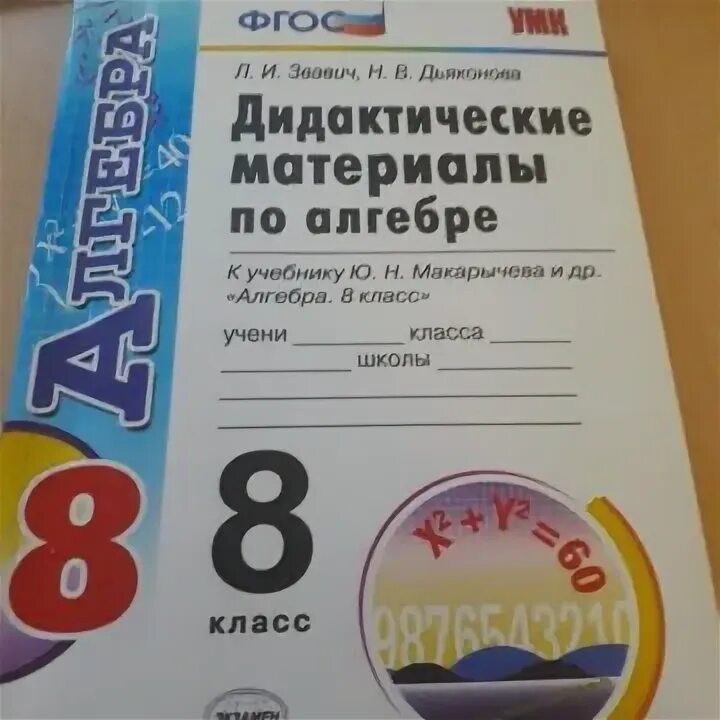 ФГОС
УМК
Л. И. Звавич, Н. В. Дьяконова
Дидактические
материалы
по алгебре
К учебнику Ю. Н. Макарычева и др.
«Алгебра. 8 класс»
учени класса
школы
АЛГЕБРА
8
8
класс
X² + Y² = 60
9876543210
ЭКЗАМЕН